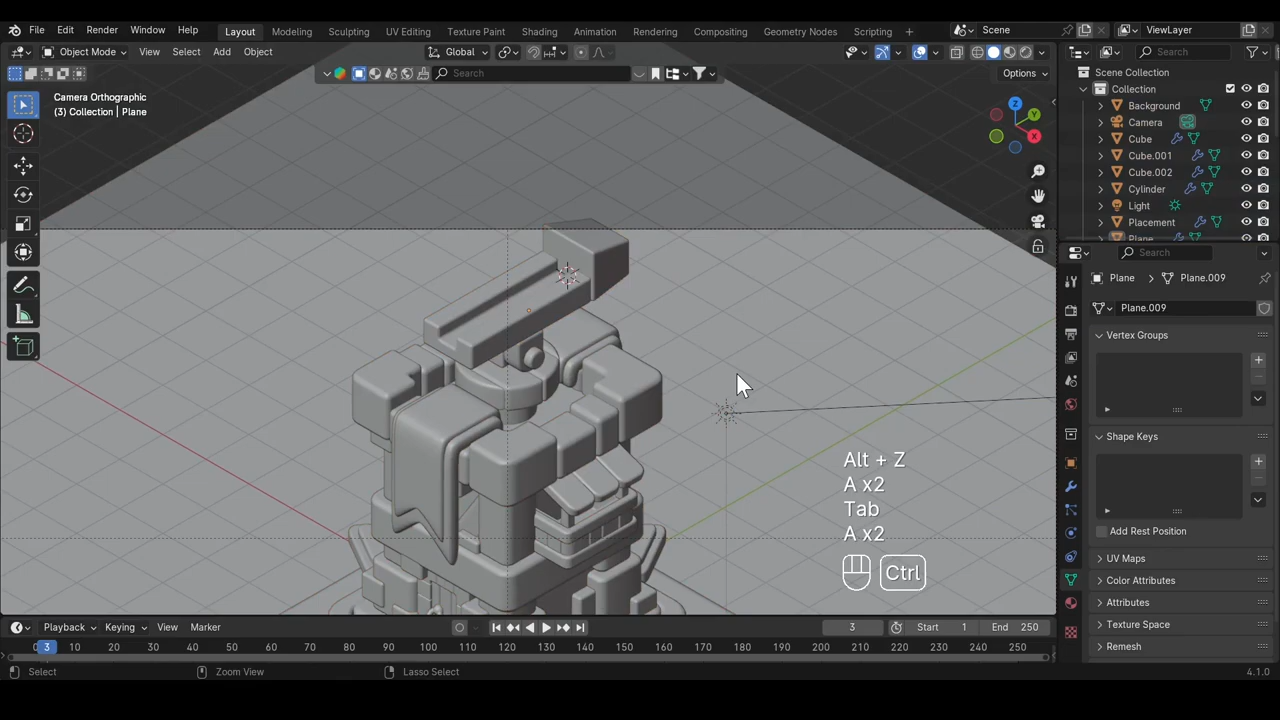 File Edit Render Window Help Layout Modeling Sculpting UV Editing Texture Paint Shading Animation Rendering Compositing Geometry Nodes Scripting Scene ViewLayer
Object Mode View Select Add Object Global Search
Search Options
Scene Collection
Collection
Background
Camera
Cube
Cube.001
Cube.002
Cylinder
Light
Placement
Plane
Camera Orthographic
(3) Collection | Plane
Z
Y
X
Search
Plane Plane.009
Plane.009
Vertex Groups
Shape Keys
Add Rest Position
UV Maps
Color Attributes
Attributes
Texture Space
Remesh
Alt + Z
A x2
Tab
A x2
Ctrl
Playback Keying View Marker 3 Start 1 End 250
0 3 10 20 30 40 50 60 70 80 90 100 110 120 130 140 150 160 170 180 190 200 210 220 230 240 250
Select Zoom View Lasso Select 4.1.0